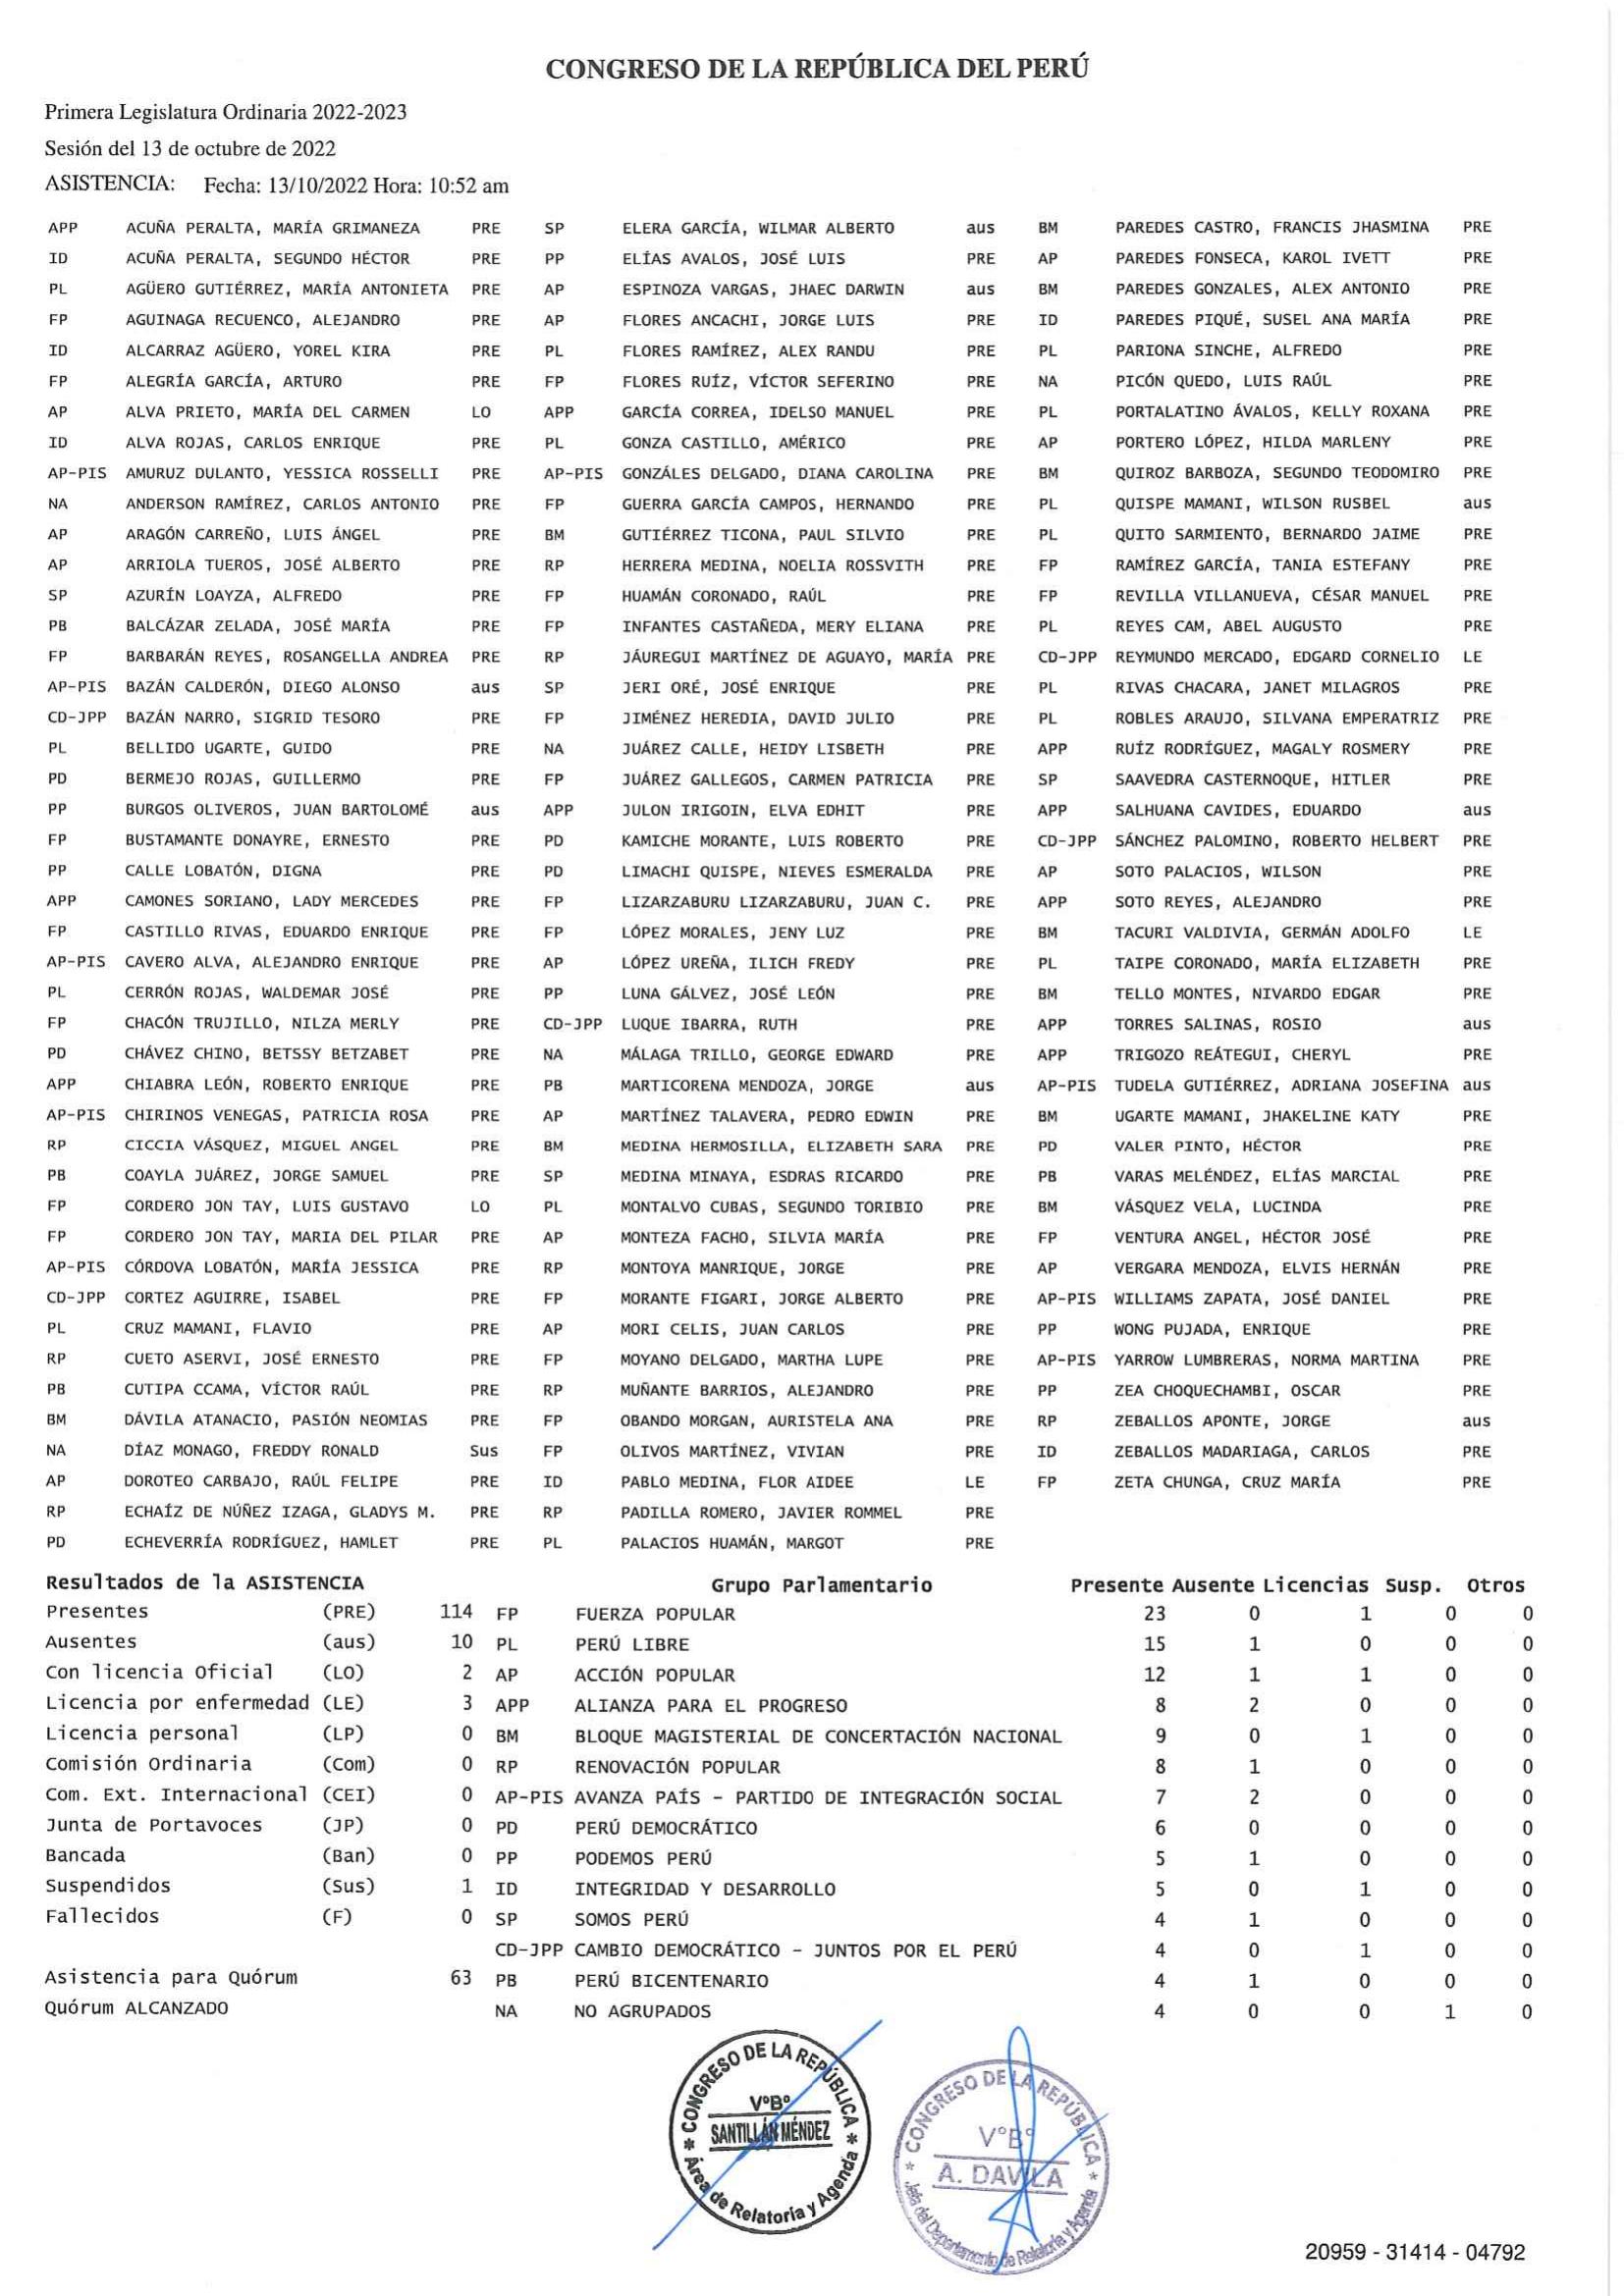 CONGRESO DE LA REPÚBLICA DEL PERÚ
Primera Legislatura Ordinaria 2022-2023
Sesión del 13 de octubre de 2022
ASISTENCIA: Fecha: 13/10/2022 Hora: 10:52 am
APP ACUÑA PERALTA, MARÍA GRIMANEZA PRE SP ELERA GARCÍA, WILMAR ALBERTO aus BM PAREDES CASTRO, FRANCIS JHASMINA PRE
ID ACUÑA PERALTA, SEGUNDO HÉCTOR PRE PP ELÍAS AVALOS, JOSÉ LUIS PRE AP PAREDES FONSECA, KAROL IVETT PRE
PL AGÜERO GUTIÉRREZ, MARÍA ANTONIETA PRE AP ESPINOZA VARGAS, JHAEC DARWIN aus BM PAREDES GONZALES, ALEX ANTONIO PRE
FP AGUINAGA RECUENCO, ALEJANDRO PRE AP FLORES ANCACHI, JORGE LUIS PRE ID PAREDES PIQUÉ, SUSEL ANA MARÍA PRE
ID ALCARRAZ AGÜERO, YOREL KIRA PRE PL FLORES RAMÍREZ, ALEX RANDU PRE PL PARIONA SINCHE, ALFREDO PRE
FP ALEGRÍA GARCÍA, ARTURO PRE FP FLORES RUÍZ, VÍCTOR SEFERINO PRE NA PICÓN QUEDO, LUIS RAÚL PRE
AP ALVA PRIETO, MARÍA DEL CARMEN LO APP GARCÍA CORREA, IDELSO MANUEL PRE PL PORTALATINO ÁVALOS, KELLY ROXANA PRE
ID ALVA ROJAS, CARLOS ENRIQUE PRE PL GONZA CASTILLO, AMÉRICO PRE AP PORTERO LÓPEZ, HILDA MARLENY PRE
AP-PIS AMURUZ DULANTO, YESSICA ROSSELLI PRE AP-PIS GONZÁLES DELGADO, DIANA CAROLINA PRE BM QUIROZ BARBOZA, SEGUNDO TEODOMIRO PRE
NA ANDERSON RAMÍREZ, CARLOS ANTONIO PRE FP GUERRA GARCÍA CAMPOS, HERNANDO PRE PL QUISPE MAMANI, WILSON RUSBEL aus
AP ARAGÓN CARREÑO, LUIS ÁNGEL PRE BM GUTIÉRREZ TICONA, PAUL SILVIO PRE PL QUITO SARMIENTO, BERNARDO JAIME PRE
AP ARRIOLA TUEROS, JOSÉ ALBERTO PRE RP HERRERA MEDINA, NOELIA ROSSVITH PRE FP RAMÍREZ GARCÍA, TANIA ESTEFANY PRE
SP AZURÍN LOAYZA, ALFREDO PRE FP HUAMÁN CORONADO, RAÚL PRE FP REVILLA VILLANUEVA, CÉSAR MANUEL PRE
PB BALCÁZAR ZELADA, JOSÉ MARÍA PRE FP INFANTES CASTAÑEDA, MERY ELIANA PRE PL REYES CAM, ABEL AUGUSTO PRE
FP BARBARÁN REYES, ROSANGELLA ANDREA PRE RP JÁUREGUI MARTÍNEZ DE AGUAYO, MARÍA PRE CD-JPP REYMUNDO MERCADO, EDGARD CORNELIO LE
AP-PIS BAZÁN CALDERÓN, DIEGO ALONSO aus SP JERI ORÉ, JOSÉ ENRIQUE PRE PL RIVAS CHACARA, JANET MILAGROS PRE
CD-JPP BAZÁN NARRO, SIGRID TESORO PRE FP JIMÉNEZ HEREDIA, DAVID JULIO PRE PL ROBLES ARAUJO, SILVANA EMPERATRIZ PRE
PL BELLIDO UGARTE, GUIDO PRE NA JUÁREZ CALLE, HEIDY LISBETH PRE APP RUÍZ RODRÍGUEZ, MAGALY ROSMERY PRE
PD BERMEJO ROJAS, GUILLERMO PRE FP JUÁREZ GALLEGOS, CARMEN PATRICIA PRE SP SAAVEDRA CASTERNOQUE, HITLER PRE
PP BURGOS OLIVEROS, JUAN BARTOLOMÉ aus APP JULON IRIGOIN, ELVA EDHIT PRE APP SALHUANA CAVIDES, EDUARDO aus
FP BUSTAMANTE DONAYRE, ERNESTO PRE PD KAMICHE MORANTE, LUIS ROBERTO PRE CD-JPP SÁNCHEZ PALOMINO, ROBERTO HELBERT PRE
PP CALLE LOBATÓN, DIGNA PRE PD LIMACHI QUISPE, NIEVES ESMERALDA PRE AP SOTO PALACIOS, WILSON PRE
APP CAMONES SORIANO, LADY MERCEDES PRE FP LIZARZABURU LIZARZABURU, JUAN C. PRE APP SOTO REYES, ALEJANDRO PRE
FP CASTILLO RIVAS, EDUARDO ENRIQUE PRE FP LÓPEZ MORALES, JENY LUZ PRE BM TACURI VALDIVIA, GERMÁN ADOLFO LE
AP-PIS CAVERO ALVA, ALEJANDRO ENRIQUE PRE AP LÓPEZ UREÑA, ILICH FREDY PRE PL TAIPE CORONADO, MARÍA ELIZABETH PRE
PL CERRÓN ROJAS, WALDEMAR JOSÉ PRE PP LUNA GÁLVEZ, JOSÉ LEÓN PRE BM TELLO MONTES, NIVARDO EDGAR PRE
FP CHACÓN TRUJILLO, NILZA MERLY PRE CD-JPP LUQUE IBARRA, RUTH PRE APP TORRES SALINAS, ROSIO aus
PD CHÁVEZ CHINO, BETSSY BETZABET PRE NA MÁLAGA TRILLO, GEORGE EDWARD PRE APP TRIGOZO REÁTEGUI, CHERYL PRE
APP CHIABRA LEÓN, ROBERTO ENRIQUE PRE PB MARTICORENA MENDOZA, JORGE aus AP-PIS TUDELA GUTIÉRREZ, ADRIANA JOSEFINA aus
AP-PIS CHIRINOS VENEGAS, PATRICIA ROSA PRE AP MARTÍNEZ TALAVERA, PEDRO EDWIN PRE BM UGARTE MAMANI, JHAKELINE KATY PRE
RP CICCIA VÁSQUEZ, MIGUEL ANGEL PRE BM MEDINA HERMOSILLA, ELIZABETH SARA PRE PD VALER PINTO, HÉCTOR PRE
PB COAYLA JUÁREZ, JORGE SAMUEL PRE SP MEDINA MINAYA, ESDRAS RICARDO PRE PB VARAS MELÉNDEZ, ELÍAS MARCIAL PRE
FP CORDERO JON TAY, LUIS GUSTAVO LO PL MONTALVO CUBAS, SEGUNDO TORIBIO PRE BM VÁSQUEZ VELA, LUCINDA PRE
FP CORDERO JON TAY, MARIA DEL PILAR PRE AP MONTEZA FACHO, SILVIA MARÍA PRE FP VENTURA ANGEL, HÉCTOR JOSÉ PRE
AP-PIS CÓRDOVA LOBATÓN, MARÍA JESSICA PRE RP MONTOYA MANRIQUE, JORGE PRE AP VERGARA MENDOZA, ELVIS HERNÁN PRE
CD-JPP CORTEZ AGUIRRE, ISABEL PRE FP MORANTE FIGARI, JORGE ALBERTO PRE AP-PIS WILLIAMS ZAPATA, JOSÉ DANIEL PRE
PL CRUZ MAMANI, FLAVIO PRE AP MORI CELIS, JUAN CARLOS PRE PP WONG PUJADA, ENRIQUE PRE
RP CUETO ASERVI, JOSÉ ERNESTO PRE FP MOYANO DELGADO, MARTHA LUPE PRE AP-PIS YARROW LUMBRERAS, NORMA MARTINA PRE
PB CUTIPA CCAMA, VÍCTOR RAÚL PRE RP MUÑANTE BARRIOS, ALEJANDRO PRE PP ZEA CHOQUECHAMBI, OSCAR PRE
BM DÁVILA ATANACIO, PASIÓN NEOMIAS PRE FP OBANDO MORGAN, AURISTELA ANA PRE RP ZEBALLOS APONTE, JORGE aus
NA DÍAZ MONAGO, FREDDY RONALD Sus FP OLIVOS MARTÍNEZ, VIVIAN PRE ID ZEBALLOS MADARIAGA, CARLOS PRE
AP DOROTEO CARBAJO, RAÚL FELIPE PRE ID PABLO MEDINA, FLOR AIDEE LE FP ZETA CHUNGA, CRUZ MARÍA PRE
RP ECHAÍZ DE NÚÑEZ IZAGA, GLADYS M. PRE RP PADILLA ROMERO, JAVIER ROMMEL PRE
PD ECHEVERRÍA RODRÍGUEZ, HAMLET PRE PL PALACIOS HUAMÁN, MARGOT PRE
Resultados de la ASISTENCIA Grupo Parlamentario Presente Ausente Licencias Susp. Otros
Presentes (PRE) 114 FP FUERZA POPULAR 23 0 1 0 0
Ausentes (aus) 10 PL PERÚ LIBRE 15 1 0 0 0
Con licencia Oficial (LO) 2 AP ACCIÓN POPULAR 12 1 1 0 0
Licencia por enfermedad (LE) 3 APP ALIANZA PARA EL PROGRESO 8 2 0 0 0
Licencia personal (LP) 0 BM BLOQUE MAGISTERIAL DE CONCERTACIÓN NACIONAL 9 0 1 0 0
Comisión Ordinaria (Com) 0 RP RENOVACIÓN POPULAR 8 1 0 0 0
Com. Ext. Internacional (CEI) 0 AP-PIS AVANZA PAÍS - PARTIDO DE INTEGRACIÓN SOCIAL 7 2 0 0 0
Junta de Portavoces (JP) 0 PD PERÚ DEMOCRÁTICO 6 0 0 0 0
Bancada (Ban) 0 PP PODEMOS PERÚ 5 1 0 0 0
Suspendidos (Sus) 1 ID INTEGRIDAD Y DESARROLLO 5 0 1 0 0
Fallecidos (F) 0 SP SOMOS PERÚ 4 1 0 0 0
CD-JPP CAMBIO DEMOCRÁTICO - JUNTOS POR EL PERÚ 4 0 1 0 0
Asistencia para Quórum 63 PB PERÚ BICENTENARIO 4 1 0 0 0
Quórum ALCANZADO NA NO AGRUPADOS 4 0 0 1 0
CONGRESO DE LA REPÚBLICA
V°B°
SANTILLÁN MÉNDEZ
Área de Relatoría y Agenda
CONGRESO DE LA REPÚBLICA
V°B°
A. DAVILA
Jefa del Departamento de Relatoría y Agenda
20959 - 31414 - 04792